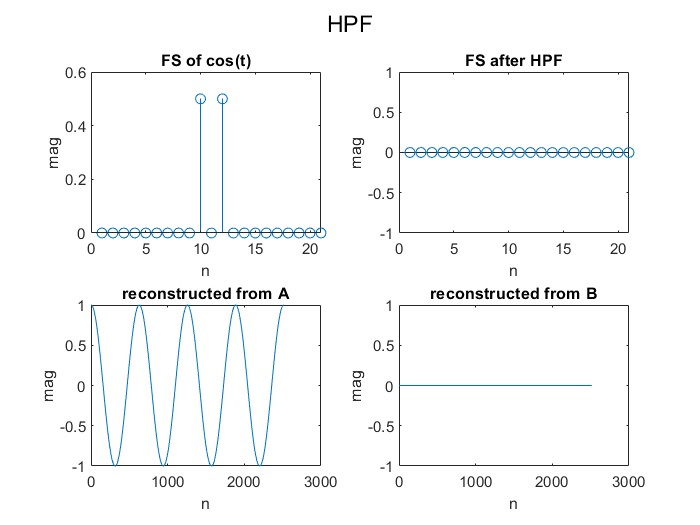 HPF
FS of cos(t)
0.6
0.4
0.2
0
mag
0 5 10 15 20
n
FS after HPF
1
0.5
0
-0.5
-1
mag
0 5 10 15 20
n
reconstructed from A
1
0.5
0
-0.5
-1
mag
0 1000 2000 3000
n
reconstructed from B
1
0.5
0
-0.5
-1
mag
0 1000 2000 3000
n